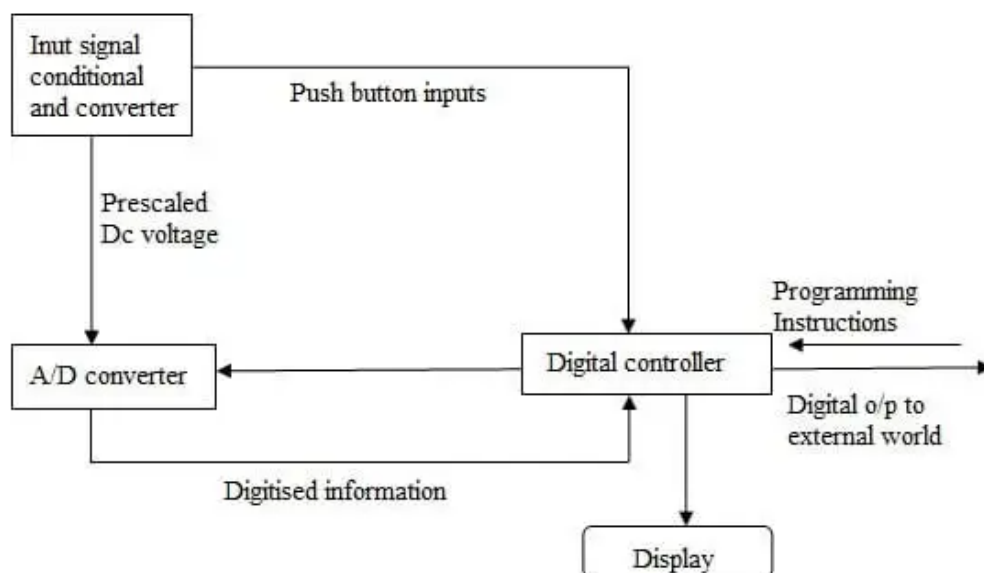 Inut signal
conditional
and converter
Push button inputs
Prescaled
Dc voltage
Programming
Instructions
A/D converter
Digital controller
Digital o/p to
external world
Digitised information
Display